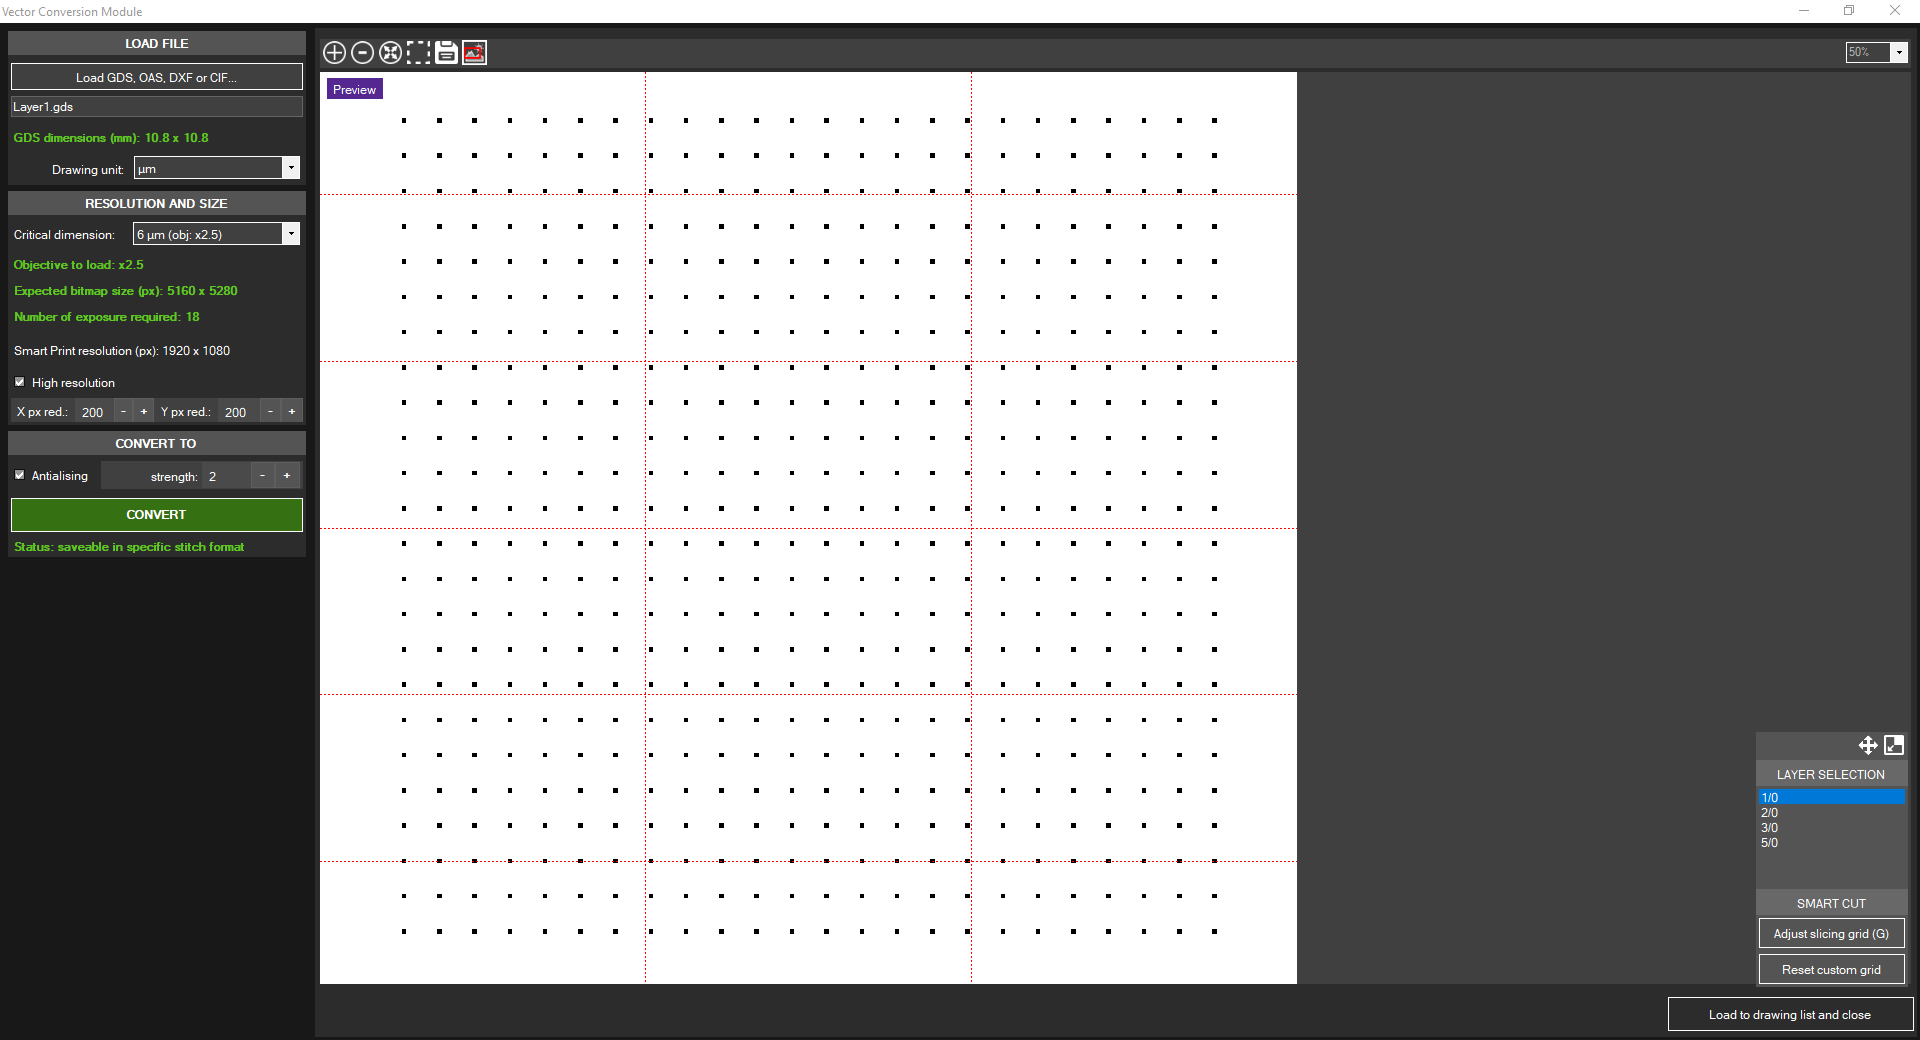 Vector Conversion Module
LOAD FILE
Load GDS, OAS, DXF or CIF...
Layer1.gds
GDS dimensions (mm): 10.8 x 10.8
Drawing unit: µm
RESOLUTION AND SIZE
Critical dimension: 6 µm (obj: x2.5)
Objective to load: x2.5
Expected bitmap size (px): 5160 x 5280
Number of exposure required: 18
Smart Print resolution (px): 1920 x 1080
High resolution
X px red.: 200 - + Y px red.: 200 - +
CONVERT TO
Antialising strength: 2 - +
CONVERT
Status: saveable in specific stitch format
50%
Preview
LAYER SELECTION
1/0
2/0
3/0
5/0
SMART CUT
Adjust slicing grid (G)
Reset custom grid
Load to drawing list and close